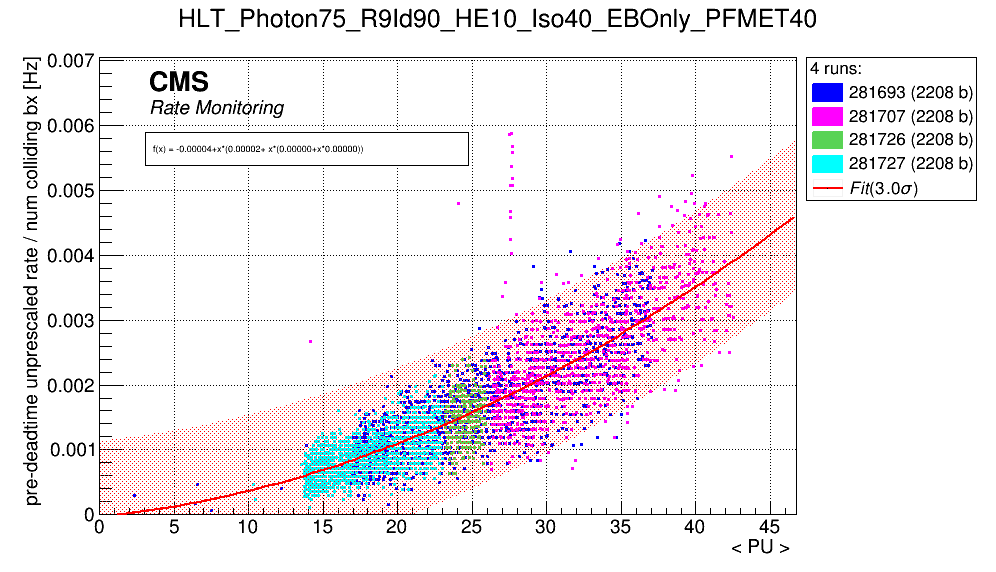 HLT_Photon75_R9Id90_HE10_Iso40_EBOnly_PFMET40
pre-deadtime unprescaled rate / num colliding bx [Hz]
0.007
0.006
0.005
0.004
0.003
0.002
0.001
0
CMS
Rate Monitoring
f(x) = -0.00004+x*(0.00002+ x*(0.00000+x*0.00000))
4 runs:
281693 (2208 b)
281707 (2208 b)
281726 (2208 b)
281727 (2208 b)
Fit(3.0σ)
0 5 10 15 20 25 30 35 40 45
< PU >